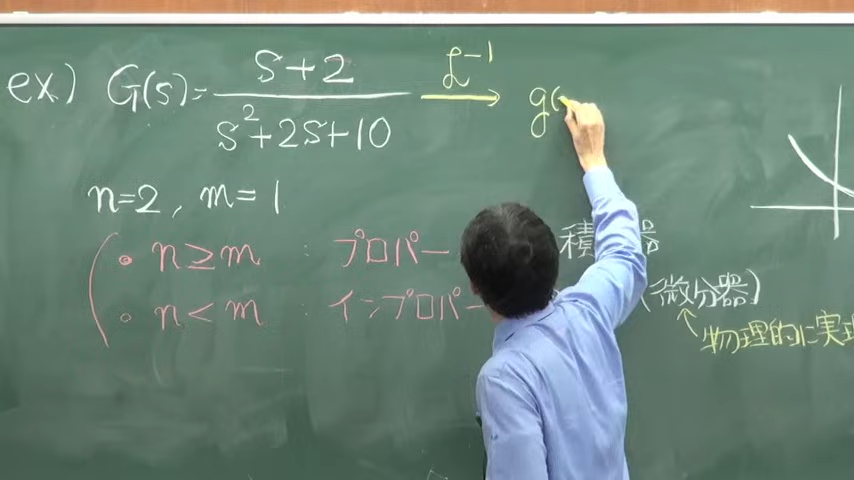 ex) G(s) = (s+2)/(s²+2s+10) ℒ⁻¹ → g(
n=2, m=1
• n≥m : プロパー 積 器
• n<m : インプロパー (微分器)
物理的に実現